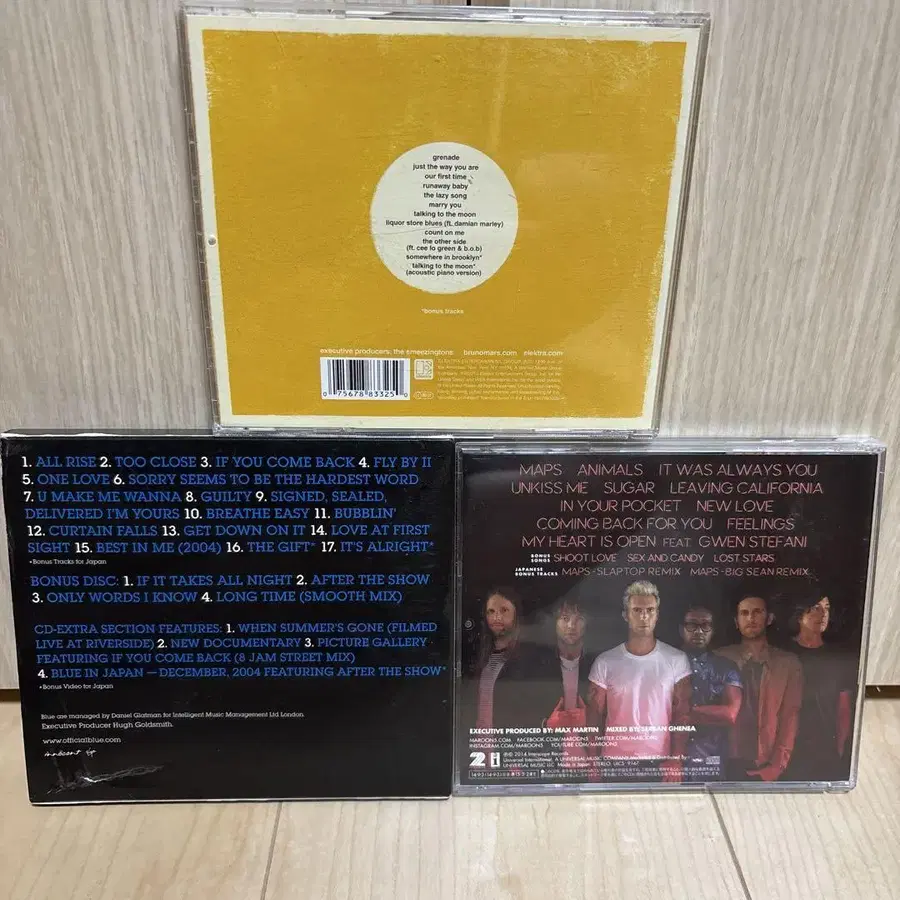 grenade
just the way you are
our first time
runaway baby
the lazy song
marry you
talking to the moon
liquor store blues (ft. damian marley)
count on me
the other side
(ft. cee lo green & b.o.b)
somewhere in brooklyn*
talking to the moon*
(acoustic piano version)
*bonus tracks
executive producers: the smeezingtons brunomars.com elektra.com
0 75678 83325 0
1. ALL RISE 2. TOO CLOSE 3. IF YOU COME BACK 4. FLY BY II
5. ONE LOVE 6. SORRY SEEMS TO BE THE HARDEST WORD
7. U MAKE ME WANNA 8. GUILTY 9. SIGNED, SEALED,
DELIVERED I'M YOURS 10. BREATHE EASY 11. BUBBLIN'
12. CURTAIN FALLS 13. GET DOWN ON IT 14. LOVE AT FIRST
SIGHT 15. BEST IN ME (2004) 16. THE GIFT* 17. IT'S ALRIGHT*
*Bonus Tracks for Japan
BONUS DISC: 1. IF IT TAKES ALL NIGHT 2. AFTER THE SHOW
3. ONLY WORDS I KNOW 4. LONG TIME (SMOOTH MIX)
CD-EXTRA SECTION FEATURES: 1. WHEN SUMMER'S GONE (FILMED
LIVE AT RIVERSIDE) 2. NEW DOCUMENTARY 3. PICTURE GALLERY
FEATURING IF YOU COME BACK (8 JAM STREET MIX)
4. BLUE IN JAPAN — DECEMBER, 2004 FEATURING AFTER THE SHOW*
*Bonus Video for Japan
Blue are managed by Daniel Glatman for Intelligent Music Management Ltd London.
Executive Producer Hugh Goldsmith.
www.officialblue.com
innocent
MAPS ANIMALS IT WAS ALWAYS YOU
UNKISS ME SUGAR LEAVING CALIFORNIA
IN YOUR POCKET NEW LOVE
COMING BACK FOR YOU FEELINGS
MY HEART IS OPEN FEAT. GWEN STEFANI
BONUS SONGS SHOOT LOVE SEX AND CANDY LOST STARS
JAPANESE BONUS TRACKS MAPS - SLAPTOP REMIX MAPS - BIG SEAN REMIX
EXECUTIVE PRODUCED BY: MAX MARTIN MIXED BY: SERBAN GHENEA
MAROON5.COM FACEBOOK.COM/MAROON5
INSTAGRAM.COM/MAROON5 YOUTUBE.COM/MAROON5
2014 Interscope Records